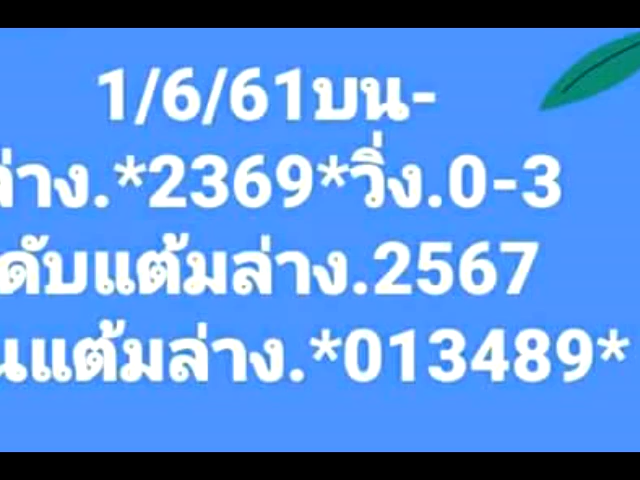 1/6/61บน-
ล่าง.*2369*วิ่ง.0-3
ดับแต้มล่าง.2567
แต้มล่าง.*013489*